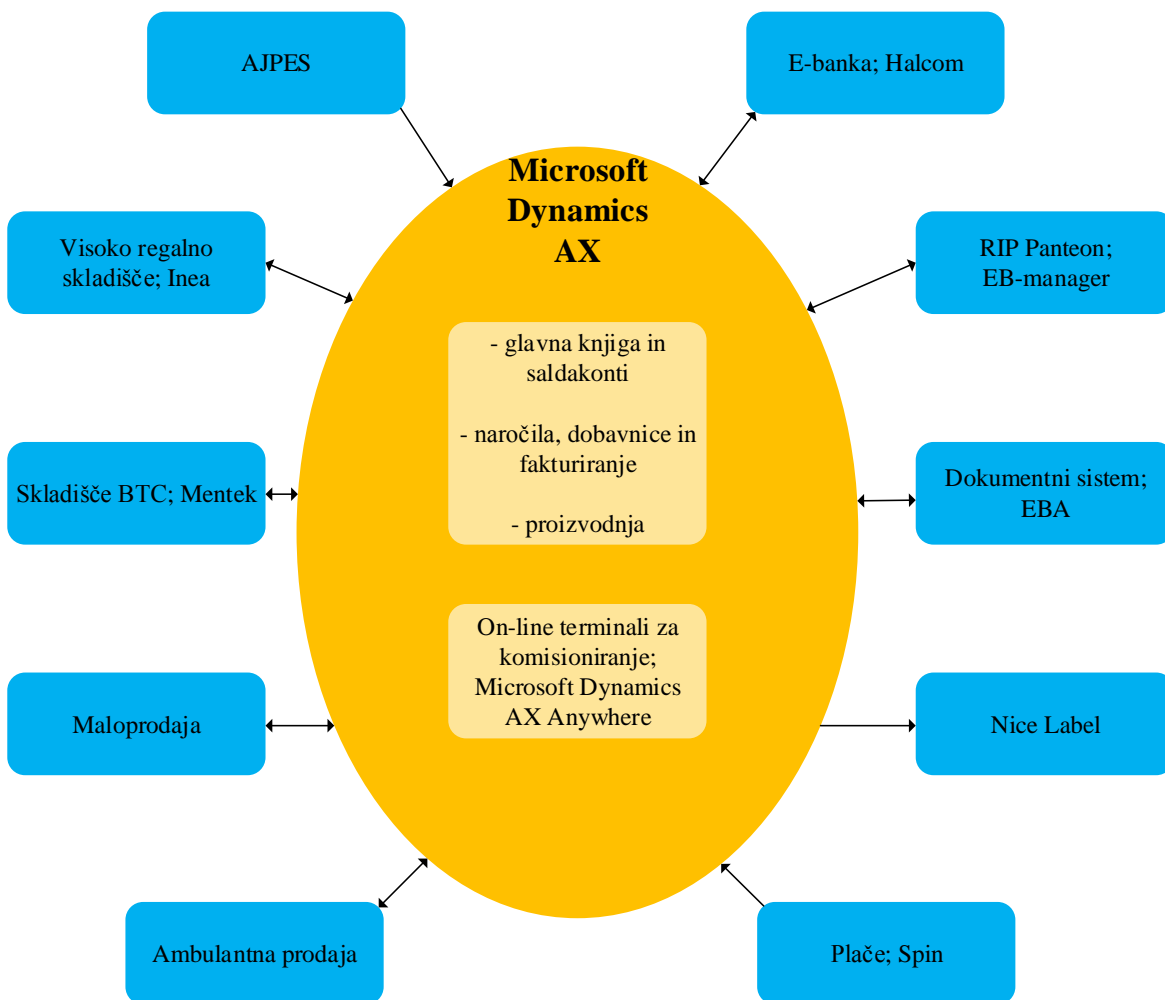 AJPES
E-banka; Halcom
Microsoft
Dynamics
AX
Visoko regalno
skladišče; Inea
RIP Panteon;
EB-manager
- glavna knjiga in
saldakonti
- naročila, dobavnice in
fakturiranje
- proizvodnja
Skladišče BTC; Mentek
Dokumentni sistem;
EBA
On-line terminali za
komisioniranje;
Microsoft Dynamics
AX Anywhere
Maloprodaja
Nice Label
Ambulantna prodaja
Plače; Spin